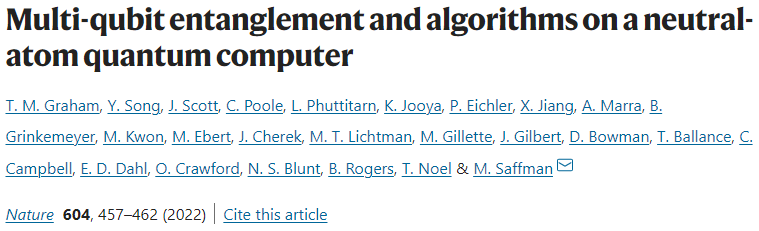 Multi-qubit entanglement and algorithms on a neutral-
atom quantum computer
T. M. Graham, Y. Song, J. Scott, C. Poole, L. Phuttitarn, K. Jooya, P. Eichler, X. Jiang, A. Marra, B.
Grinkemeyer, M. Kwon, M. Ebert, J. Cherek, M. T. Lichtman, M. Gillette, J. Gilbert, D. Bowman, T. Ballance, C.
Campbell, E. D. Dahl, O. Crawford, N. S. Blunt, B. Rogers, T. Noel & M. Saffman
Nature 604, 457–462 (2022) Cite this article